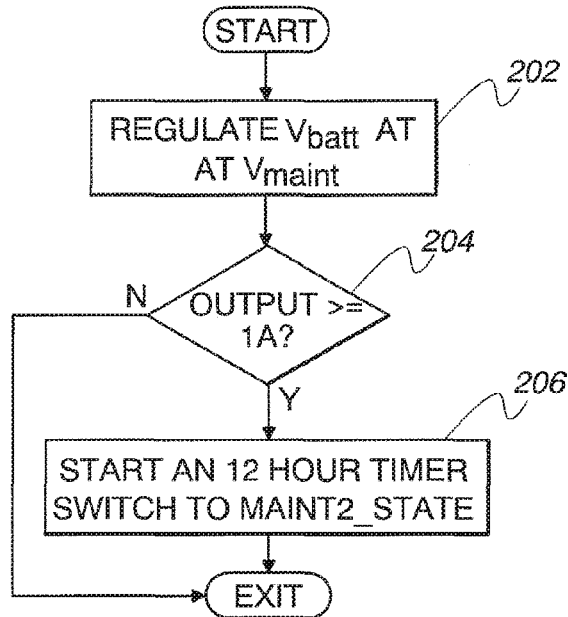 START
202
REGULATE Vbatt AT
AT Vmaint
204
N
OUTPUT >=
1A?
Y
206
START AN 12 HOUR TIMER
SWITCH TO MAINT2_STATE
EXIT